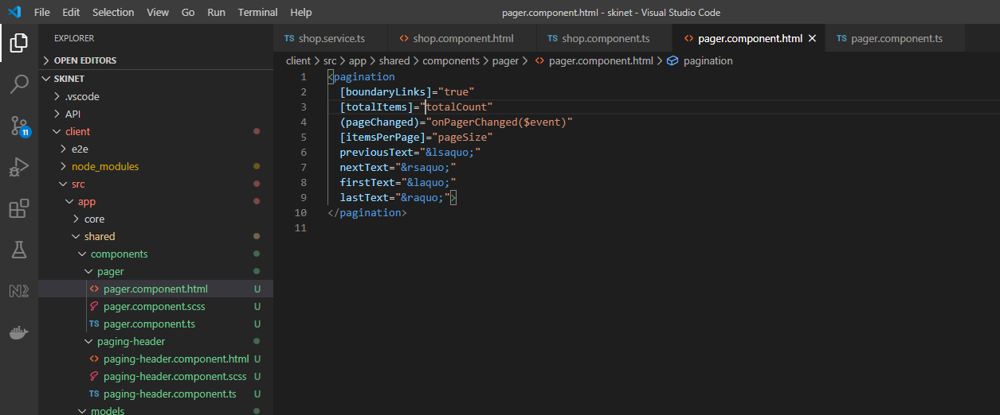 File Edit Selection View Go Run Terminal Help pager.component.html - skinet - Visual Studio Code
EXPLORER
TS shop.service.ts <> shop.component.html TS shop.component.ts <> pager.component.html × TS pager.component.ts
OPEN EDITORS
client > src > app > shared > components > pager > <> pager.component.html > pagination
SKINET
.vscode
API
client
e2e
node_modules
src
app
core
shared
components
pager
<> pager.component.html U
pager.component.scss U
TS pager.component.ts U
paging-header
<> paging-header.component.html U
paging-header.component.scss U
TS paging-header.component.ts U
models
11
N2
1 <pagination
2 [boundaryLinks]="true"
3 [totalItems]="totalCount"
4 (pageChanged)="onPagerChanged($event)"
5 [itemsPerPage]="pageSize"
6 previousText="&lsaquo;"
7 nextText="&rsaquo;"
8 firstText="&laquo;"
9 lastText="&raquo;">
10 </pagination>
11